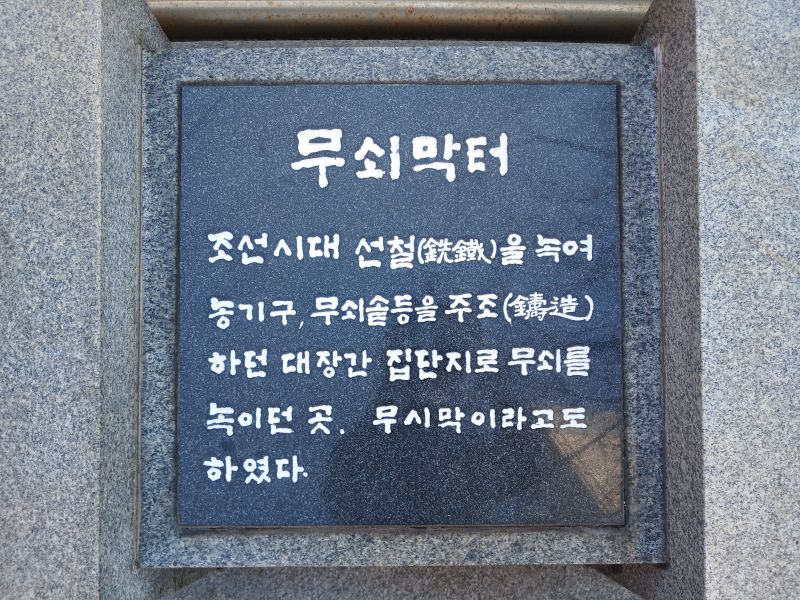 무쇠막터
조선시대 선철(銑鐵)을 녹여
농기구, 무쇠솥등을 주조(鑄造)
하던 대장간 집단지로 무쇠를
녹이던 곳. 무시막이라고도
하였다.